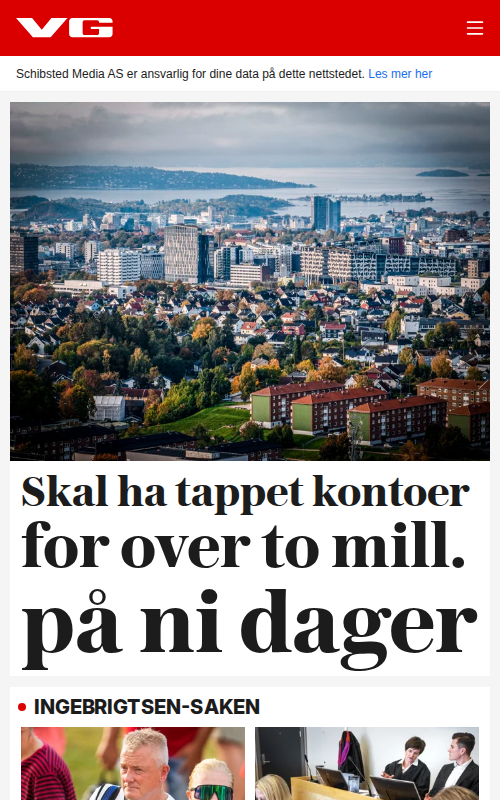 VG
Schibsted Media AS er ansvarlig for dine data på dette nettstedet. Les mer her
Skal ha tappet kontoer
for over to mill.
på ni dager
INGEBRIGTSEN-SAKEN